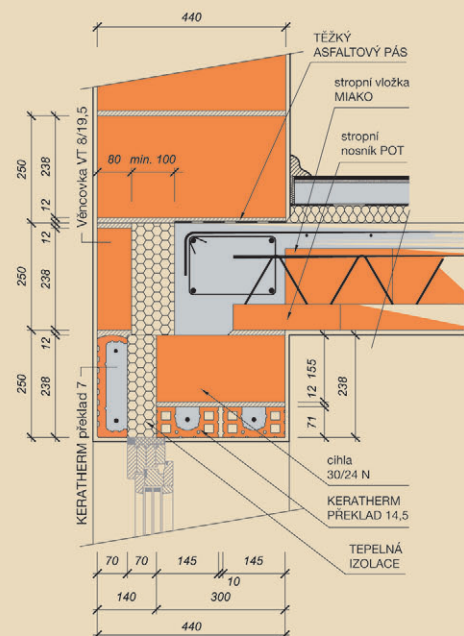 440
TĚŽKÝ
ASFALTOVÝ PÁS
stropní vložka
MIAKO
stropní
nosník POT
Věncovka VT 8/19,5
80
min. 100
250
238
12
250
238
12
250
12
238
KERATHERM překlad 7
12 155
71
238
cihla
30/24 N
KERATHERM
PŘEKLAD 14,5
TEPELNÁ
IZOLACE
70
70
145
145
10
140
300
440